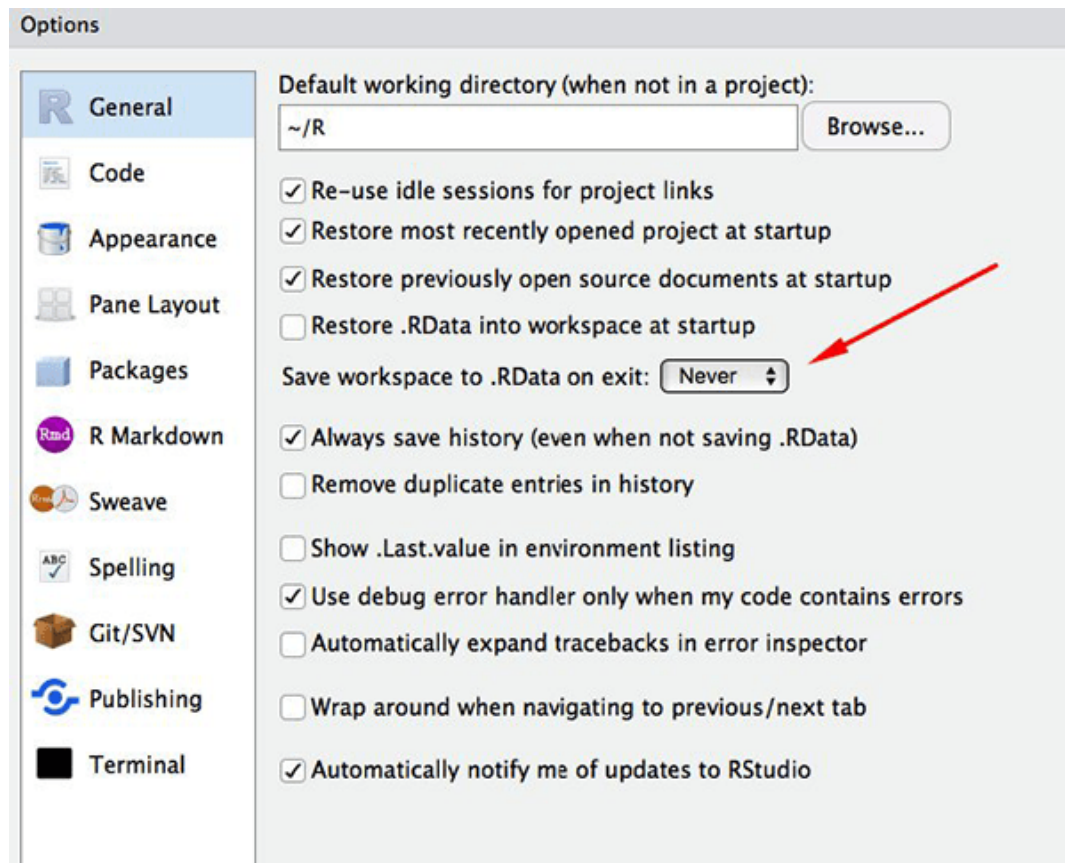 Options
General
Code
Appearance
Pane Layout
Packages
Rmd R Markdown
Sweave
ABC Spelling
Git/SVN
Publishing
Terminal
Default working directory (when not in a project):
~/R
Browse...
Re-use idle sessions for project links
Restore most recently opened project at startup
Restore previously open source documents at startup
Restore .RData into workspace at startup
Save workspace to .RData on exit: Never
Always save history (even when not saving .RData)
Remove duplicate entries in history
Show .Last.value in environment listing
Use debug error handler only when my code contains errors
Automatically expand tracebacks in error inspector
Wrap around when navigating to previous/next tab
Automatically notify me of updates to RStudio